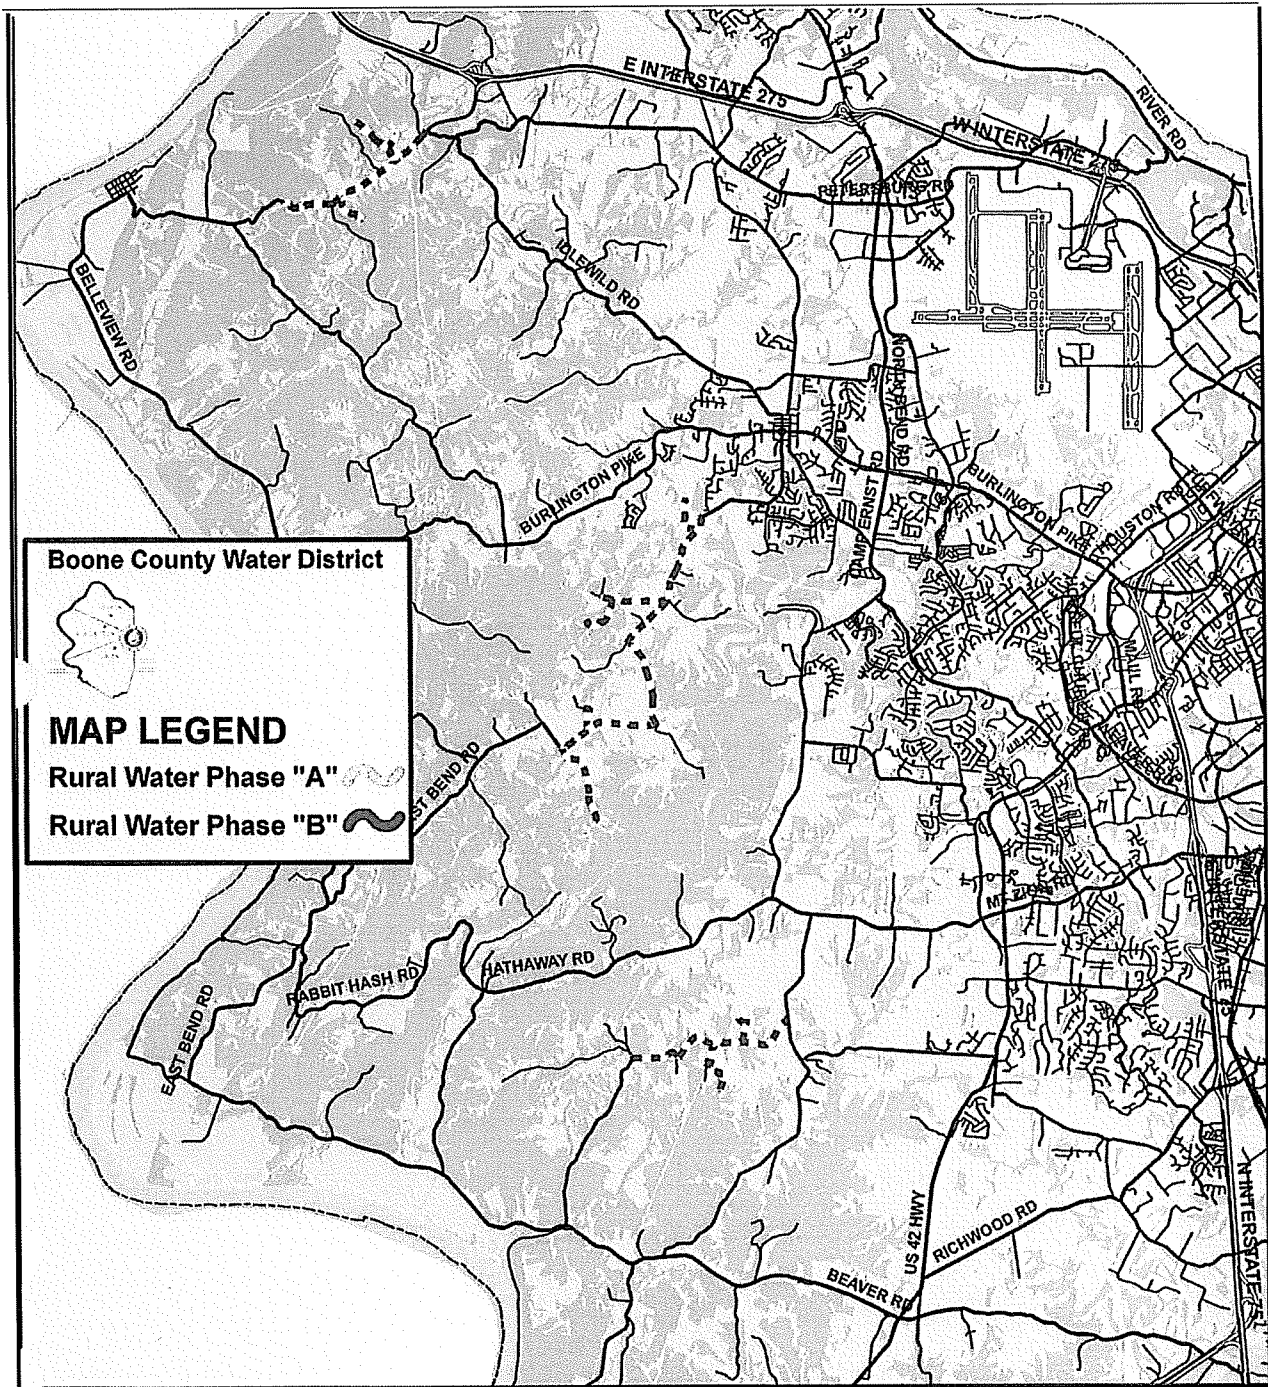 E INTERSTATE 275
RIVER RD
W INTERSTATE 275
PETERSBURG RD
IDLEWILD RD
BELLEVIEW RD
NORTH BEND RD
BURLINGTON PIKE
CAMP ERNST RD
BURLINGTON PIKE
HOUSTON RD
Boone County Water District
MALL RD
MAP LEGEND
Rural Water Phase "A"
Rural Water Phase "B"
ST BEND RD
MT ZION
HATHAWAY RD
RABBIT HASH RD
EAST BEND RD
US 42 HWY
RICHWOOD RD
N INTERSTATE 75
BEAVER RD